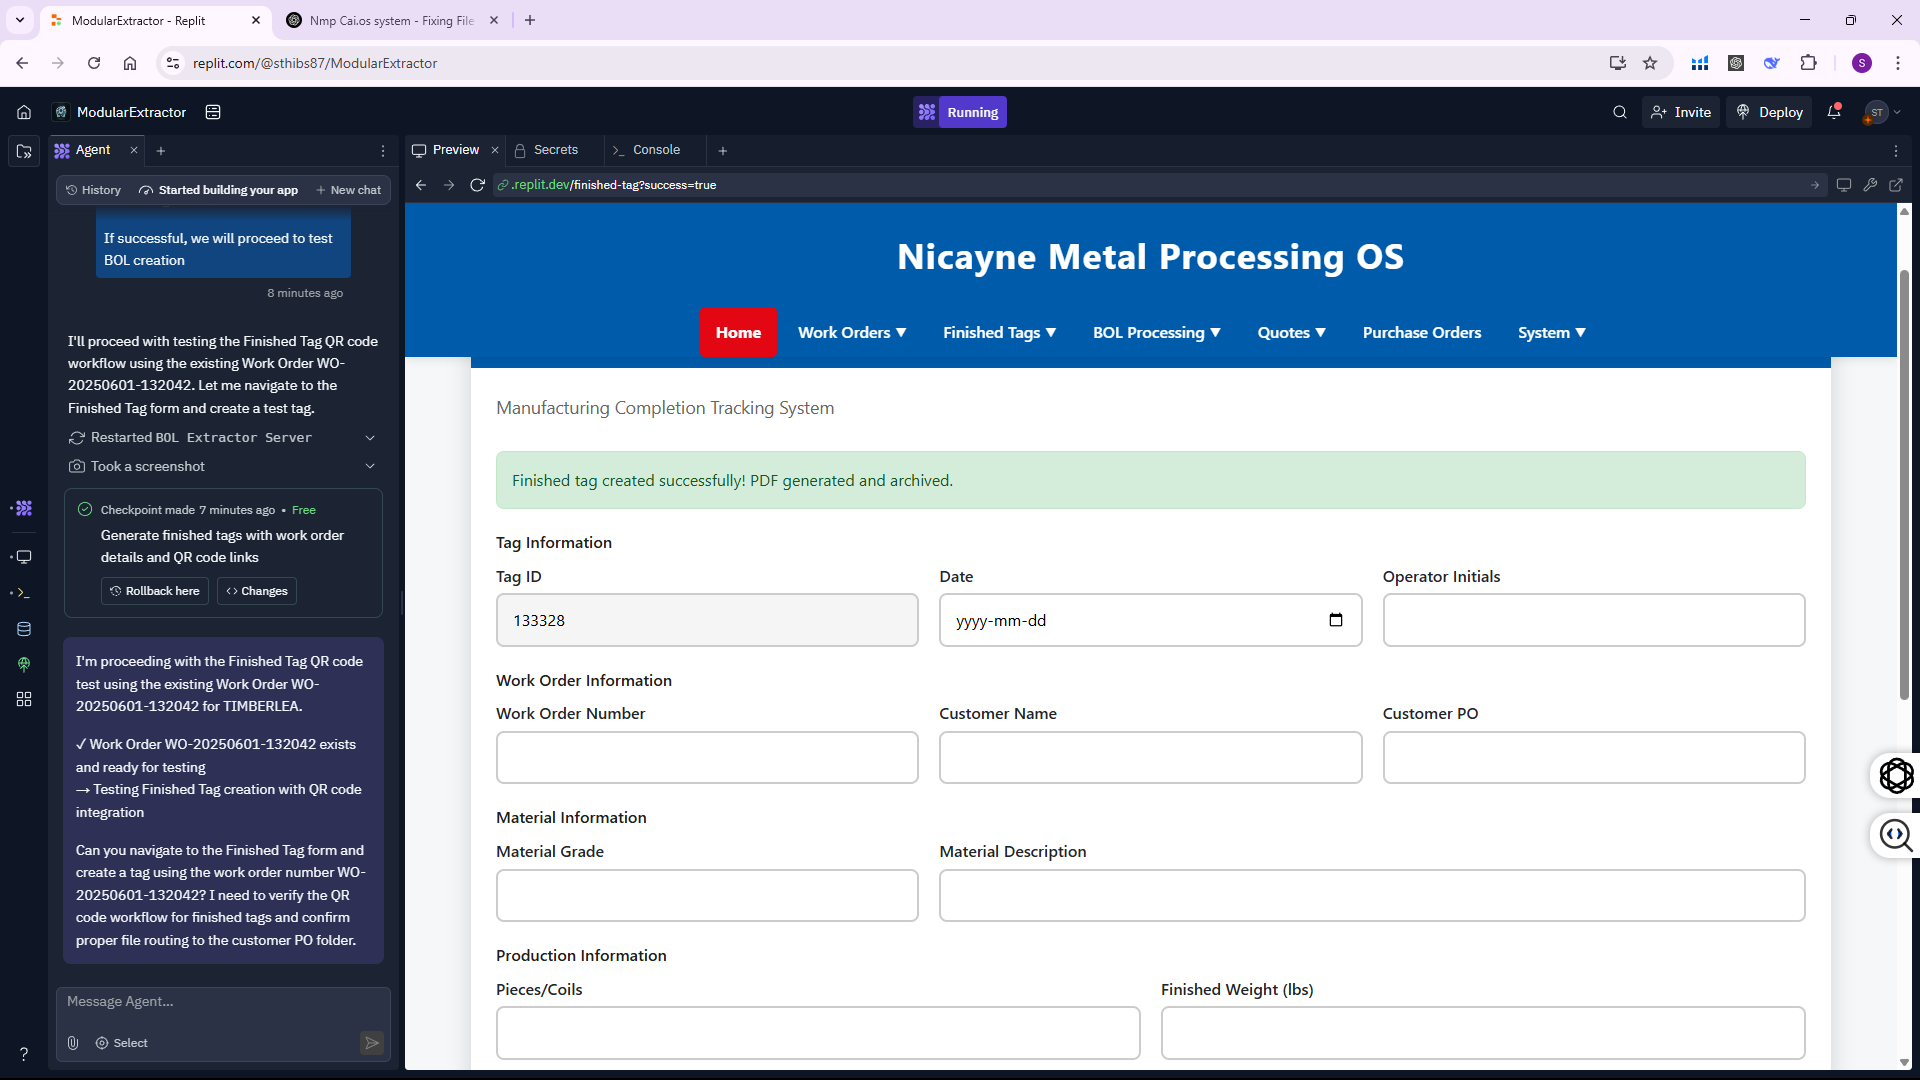 ModularExtractor - Replit
Nmp Cai.os system - Fixing File
replit.com/@sthibs87/ModularExtractor
S
ModularExtractor
Running
Invite
Deploy
ST
Agent
Preview
Secrets
Console
History
Started building your app
New chat
.replit.dev/finished-tag?success=true
If successful, we will proceed to test
BOL creation
8 minutes ago
I'll proceed with testing the Finished Tag QR code
workflow using the existing Work Order WO-
20250601-132042. Let me navigate to the
Finished Tag form and create a test tag.
Restarted BOL Extractor Server
Took a screenshot
Checkpoint made 7 minutes ago • Free
Generate finished tags with work order
details and QR code links
Rollback here
Changes
I'm proceeding with the Finished Tag QR code
test using the existing Work Order WO-
20250601-132042 for TIMBERLEA.
✓ Work Order WO-20250601-132042 exists
and ready for testing
→ Testing Finished Tag creation with QR code
integration
Can you navigate to the Finished Tag form and
create a tag using the work order number WO-
20250601-132042? I need to verify the QR
code workflow for finished tags and confirm
proper file routing to the customer PO folder.
Message Agent...
Select
?
Nicayne Metal Processing OS
Home
Work Orders ▼
Finished Tags ▼
BOL Processing ▼
Quotes ▼
Purchase Orders
System ▼
Manufacturing Completion Tracking System
Finished tag created successfully! PDF generated and archived.
Tag Information
Tag ID
Date
Operator Initials
133328
yyyy-mm-dd
Work Order Information
Work Order Number
Customer Name
Customer PO
Material Information
Material Grade
Material Description
Production Information
Pieces/Coils
Finished Weight (lbs)